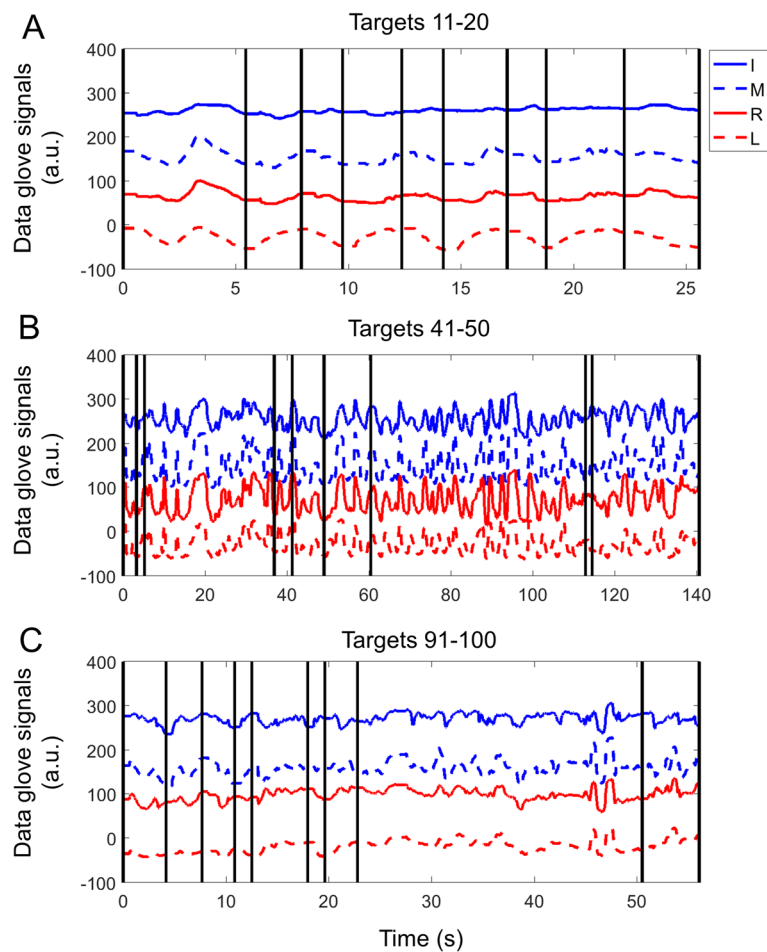 A
Targets 11-20
400
300
200
100
0
-100
Data glove signals
(a.u.)
0 5 10 15 20 25
I
M
R
L
B
Targets 41-50
400
300
200
100
0
-100
Data glove signals
(a.u.)
0 20 40 60 80 100 120 140
C
Targets 91-100
400
300
200
100
0
-100
Data glove signals
(a.u.)
0 10 20 30 40 50
Time (s)